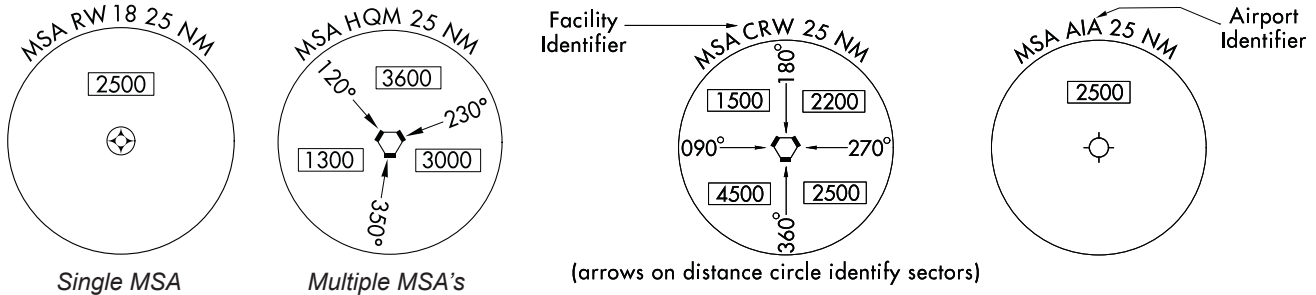 MSA RW 18 25 NM
2500
Single MSA
MSA HQM 25 NM
120°
3600
230°
1300
3000
350°
Multiple MSA's
Facility
Identifier
MSA CRW 25 NM
180°
1500
2200
090°
270°
4500
2500
360°
(arrows on distance circle identify sectors)
Airport
Identifier
MSA AIA 25 NM
2500